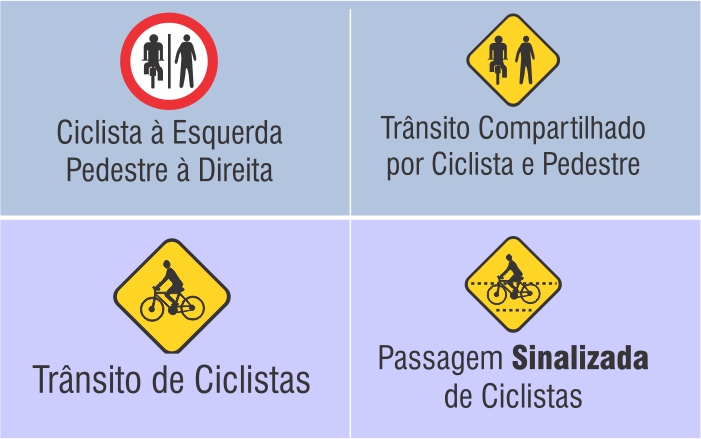 Ciclista à Esquerda
Pedestre à Direita
Trânsito Compartilhado
por Ciclista e Pedestre
Trânsito de Ciclistas
Passagem Sinalizada
de Ciclistas